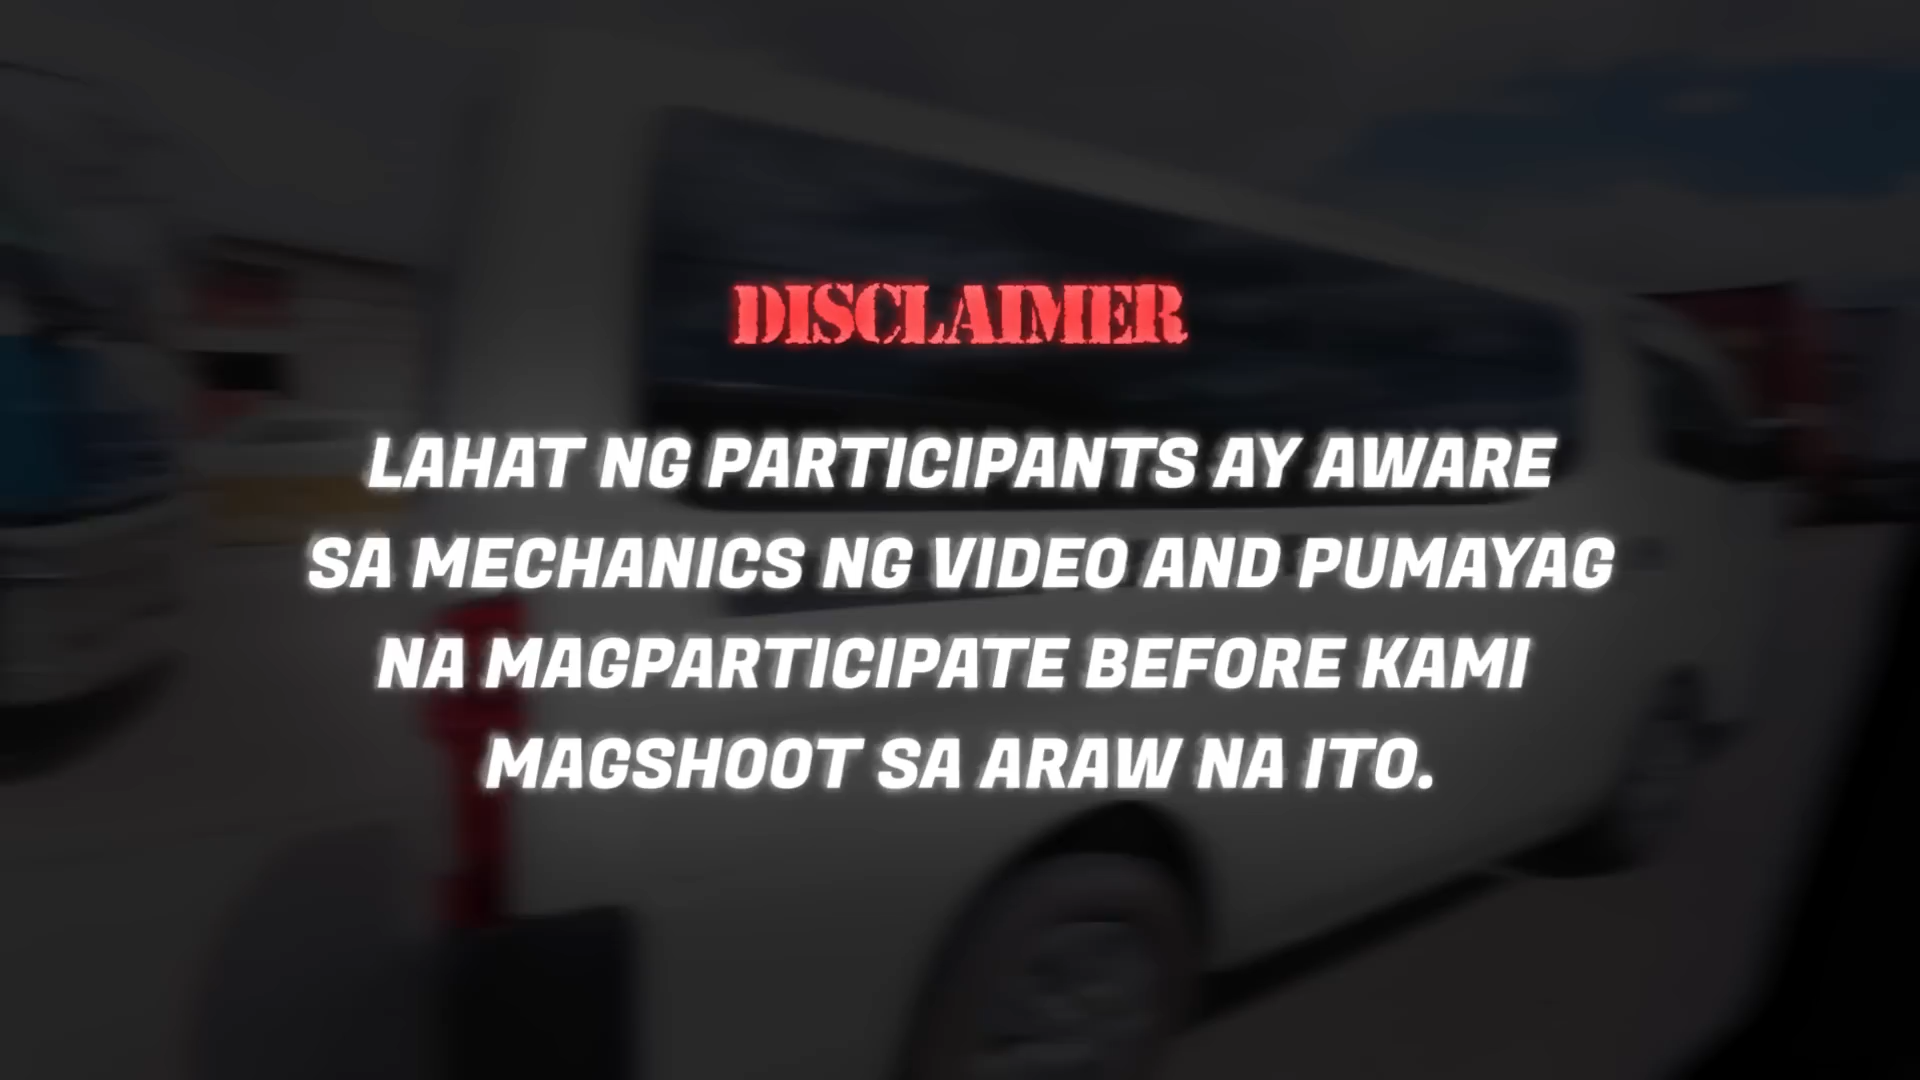 DISCLAIMER
LAHAT NG PARTICIPANTS AY AWARE
SA MECHANICS NG VIDEO AND PUMAYAG
NA MAGPARTICIPATE BEFORE KAMI
MAGSHOOT SA ARAW NA ITO.